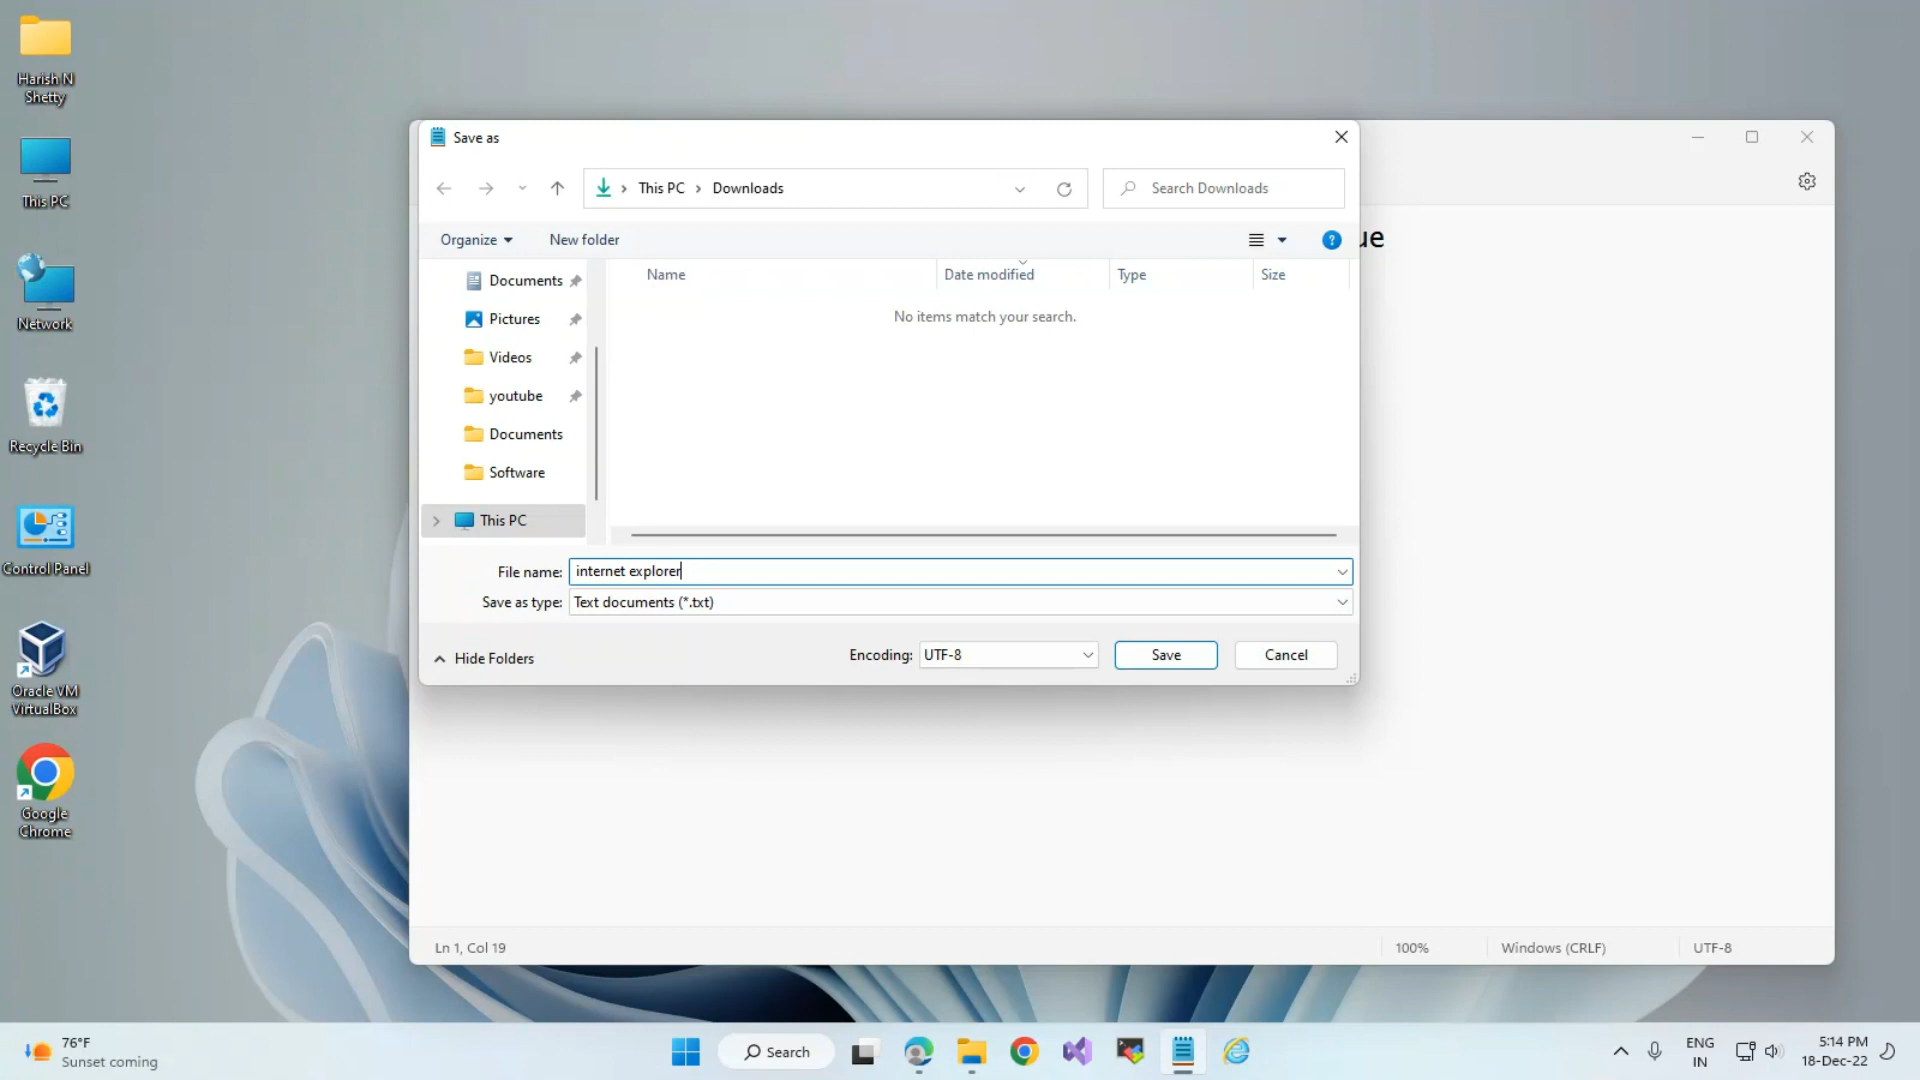 Harish N
Shetty
This PC
Network
Recycle Bin
Control Panel
Oracle VM
VirtualBox
Google
Chrome
Save as
This PC
Downloads
Search Downloads
Organize
New folder
ue
Name
Date modified
Type
Size
No items match your search.
Documents
Pictures
Videos
youtube
Documents
Software
This PC
File name: internet explorer
Save as type: Text documents (*.txt)
Hide Folders
Encoding: UTF-8
Save
Cancel
Ln 1, Col 19
100%
Windows (CRLF)
UTF-8
76°F
Sunset coming
Search
ENG
IN
5:14 PM
18-Dec-22